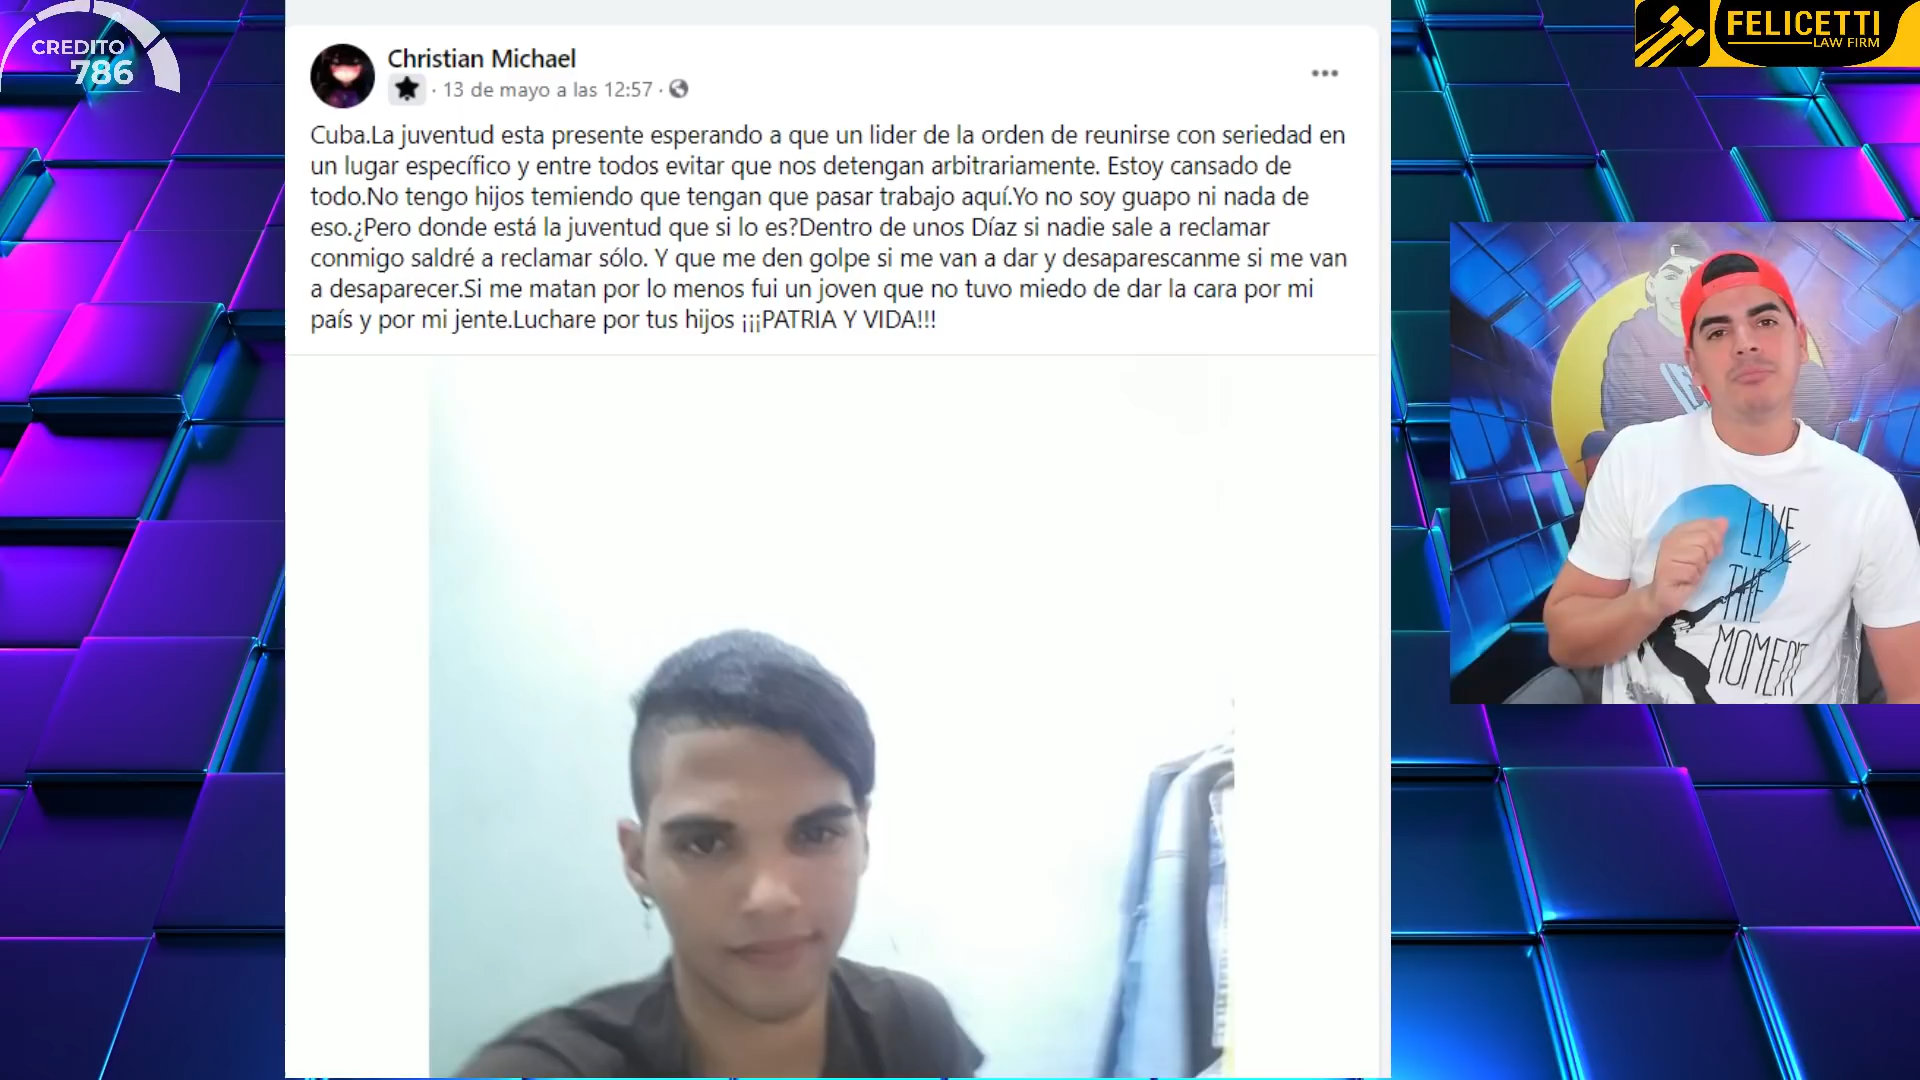 CREDITO
786
FELICETTI
LAW FIRM
Christian Michael
· 13 de mayo a las 12:57 ·
Cuba.La juventud esta presente esperando a que un lider de la orden de reunirse con seriedad en
un lugar específico y entre todos evitar que nos detengan arbitrariamente. Estoy cansado de
todo.No tengo hijos temiendo que tengan que pasar trabajo aquí.Yo no soy guapo ni nada de
eso.¿Pero donde está la juventud que si lo es?Dentro de unos Díaz si nadie sale a reclamar
conmigo saldré a reclamar sólo. Y que me den golpe si me van a dar y desaparescanme si me van
a desaparecer.Si me matan por lo menos fui un joven que no tuvo miedo de dar la cara por mi
país y por mi jente.Luchare por tus hijos ¡¡¡PATRIA Y VIDA!!!
LIVE
THE
MOMENT